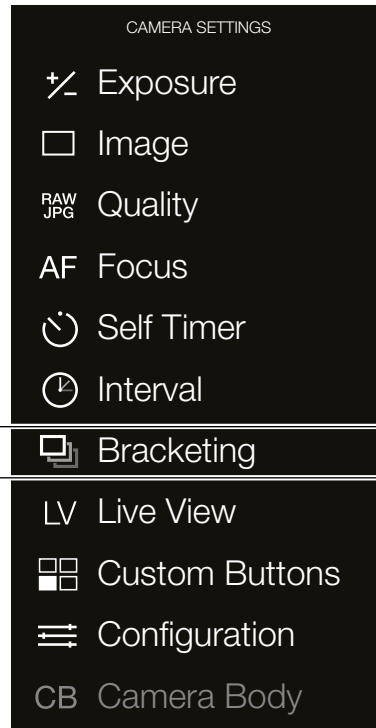 CAMERA SETTINGS
Exposure
Image
RAW
JPG Quality
AF Focus
Self Timer
Interval
Bracketing
LV Live View
Custom Buttons
Configuration
CB Camera Body